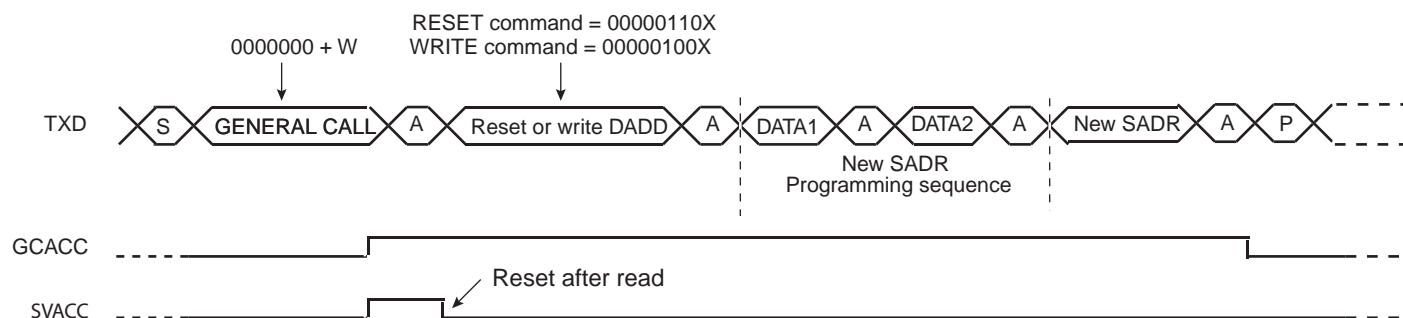 RESET command = 00000110X
0000000 + W
WRITE command = 00000100X
TXD
S
GENERAL CALL
A
Reset or write DADD
A
DATA1
A
DATA2
A
New SADR
A
P
New SADR
Programming sequence
GCACC
Reset after read
SVACC